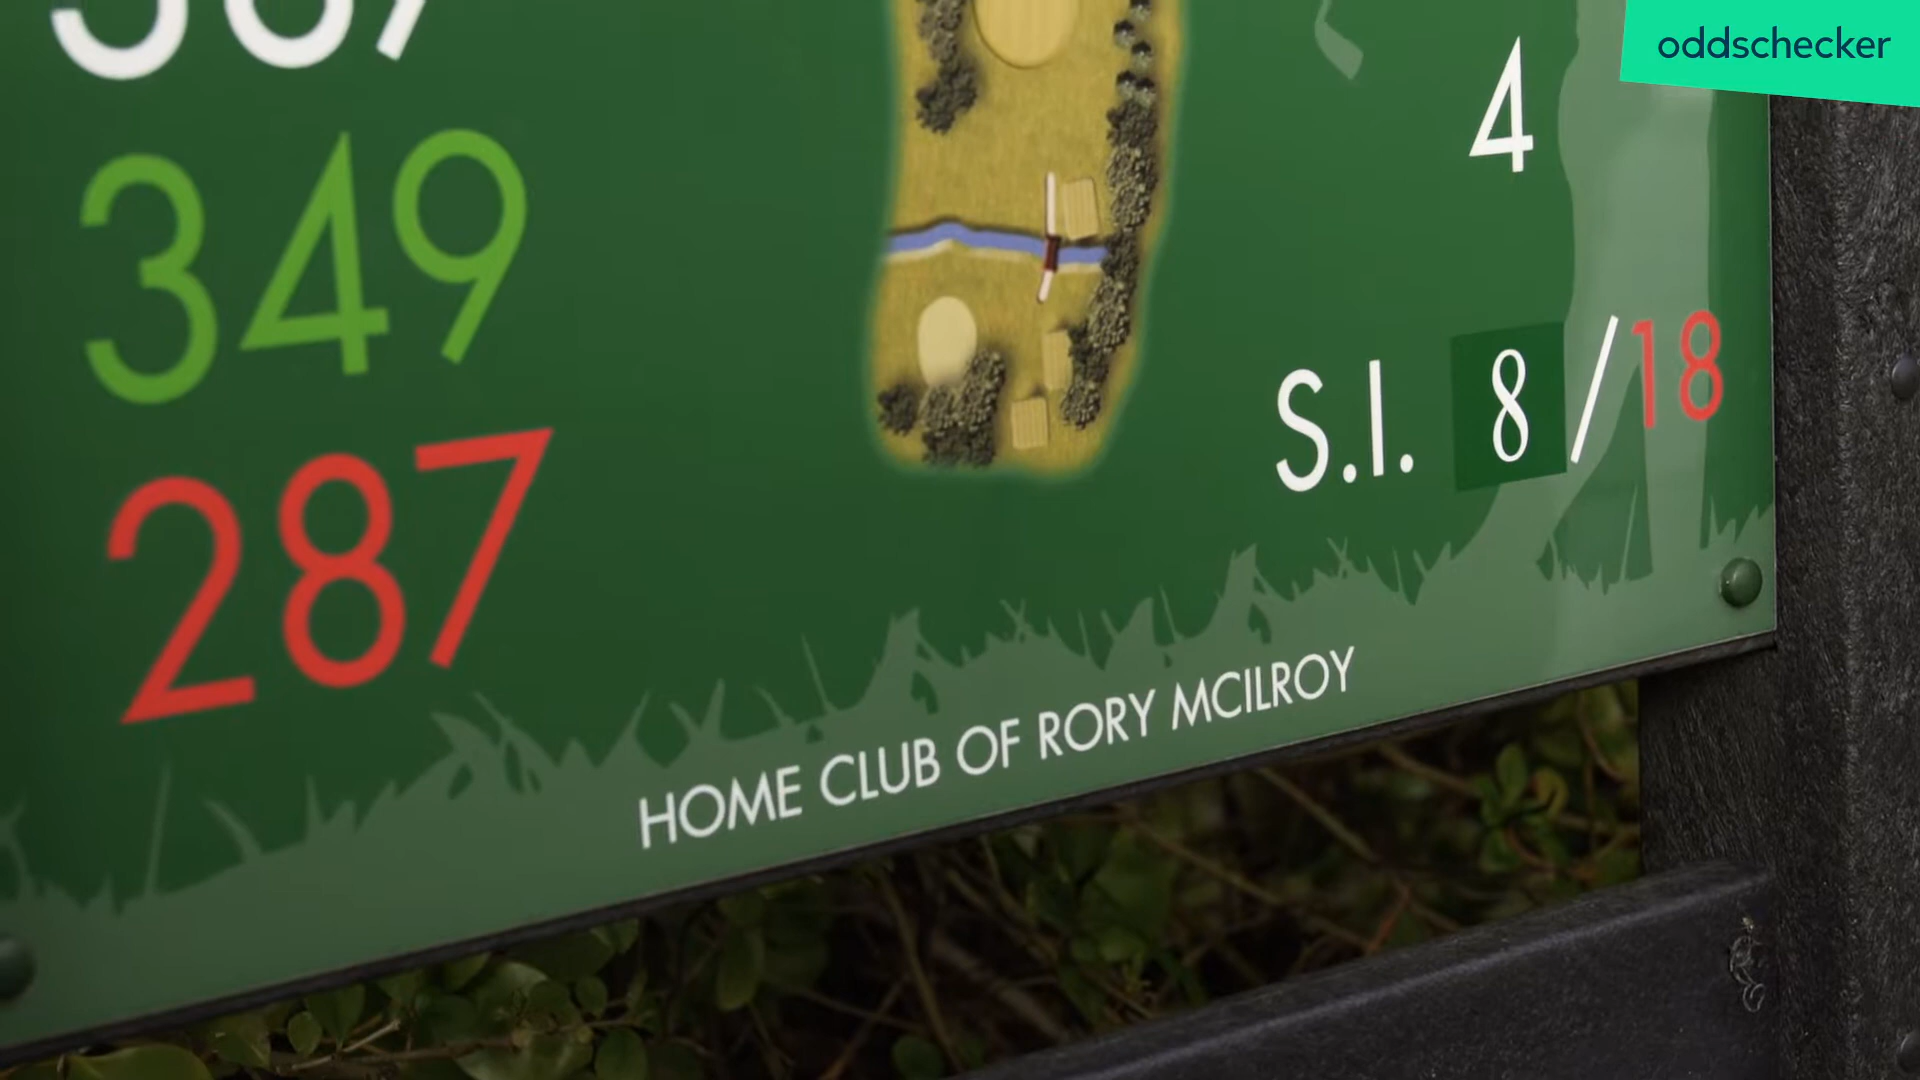 oddschecker
4
349
S.I. 8/18
287
HOME CLUB OF RORY MCILROY